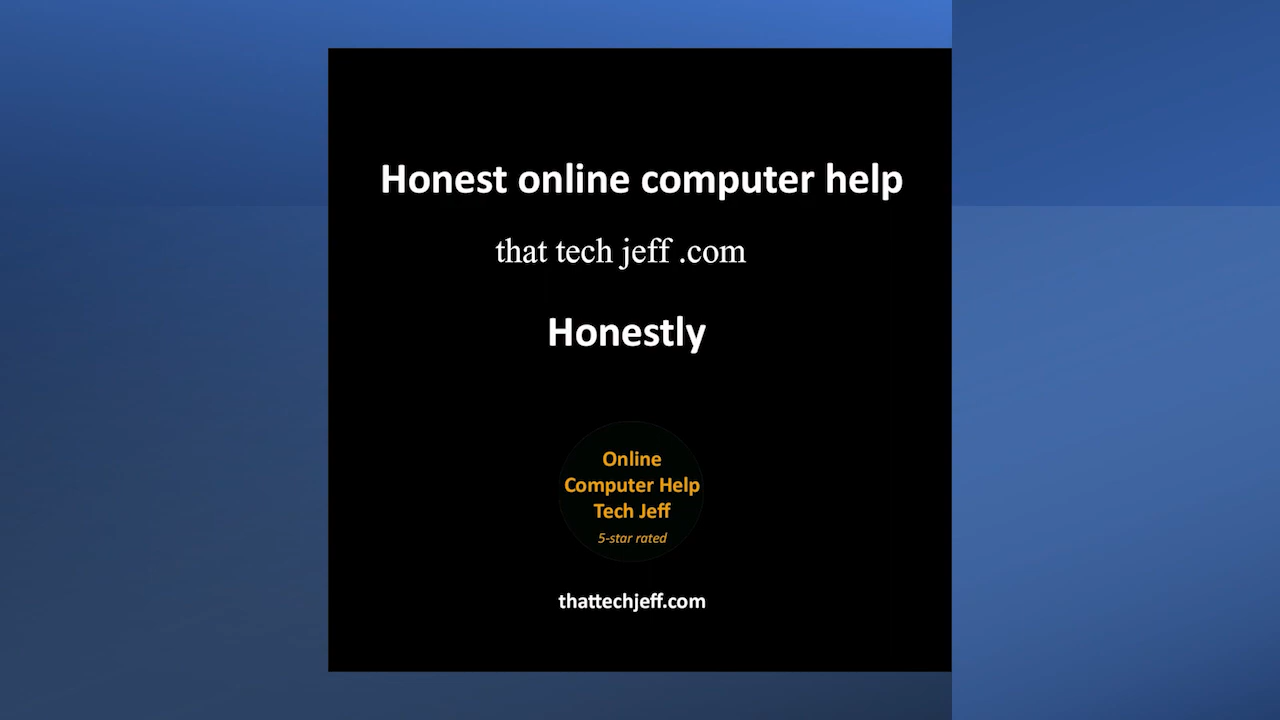 Honest online computer help
that tech jeff .com
Honestly
Online
Computer Help
Tech Jeff
5-star rated
thattechjeff.com